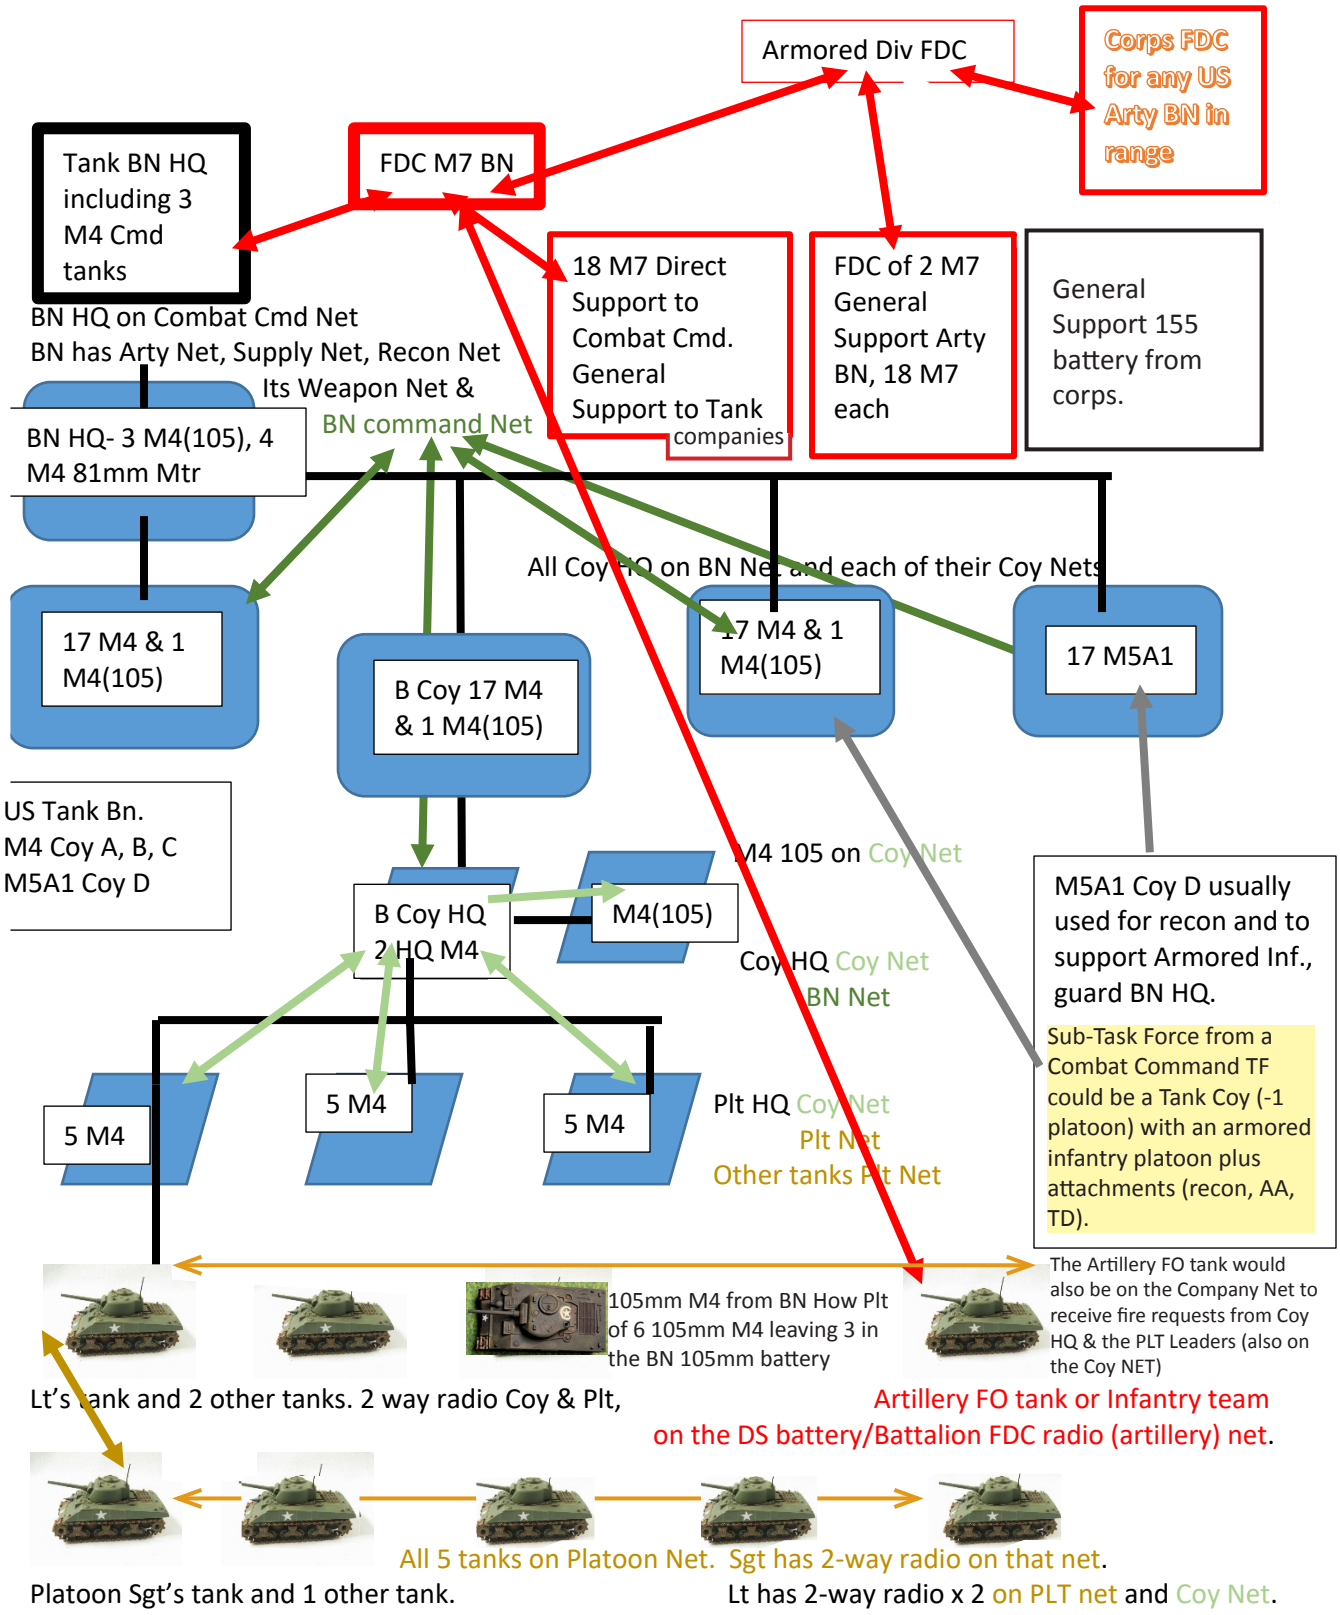 Armored Div FDC
Corps FDC
for any US
Arty BN in
range
Tank BN HQ
including 3
M4 Cmd
tanks
FDC M7 BN
18 M7 Direct
Support to
Combat Cmd.
General
Support to Tank
companies
FDC of 2 M7
General
Support Arty
BN, 18 M7
each
General
Support 155
battery from
corps.
BN HQ on Combat Cmd Net
BN has Arty Net, Supply Net, Recon Net
Its Weapon Net &
BN command Net
BN HQ- 3 M4(105), 4
M4 81mm Mtr
All Coy HQ on BN Net and each of their Coy Nets
17 M4 & 1
M4(105)
B Coy 17 M4
& 1 M4(105)
17 M4 & 1
M4(105)
17 M5A1
US Tank Bn.
M4 Coy A, B, C
M5A1 Coy D
M4 105 on Coy Net
B Coy HQ
2 HQ M4
M4(105)
Coy HQ Coy Net
BN Net
M5A1 Coy D usually
used for recon and to
support Armored Inf.,
guard BN HQ.
Sub-Task Force from a
Combat Command TF
could be a Tank Coy (-1
platoon) with an armored
infantry platoon plus
attachments (recon, AA,
TD).
5 M4
5 M4
5 M4
Plt HQ Coy Net
Plt Net
Other tanks Plt Net
105mm M4 from BN How Plt
of 6 105mm M4 leaving 3 in
the BN 105mm battery
The Artillery FO tank would
also be on the Company Net to
receive fire requests from Coy
HQ & the PLT Leaders (also on
the Coy NET)
Lt's tank and 2 other tanks. 2 way radio Coy & Plt,
Artillery FO tank or Infantry team
on the DS battery/Battalion FDC radio (artillery) net.
All 5 tanks on Platoon Net. Sgt has 2-way radio on that net.
Platoon Sgt's tank and 1 other tank.
Lt has 2-way radio x 2 on PLT net and Coy Net.